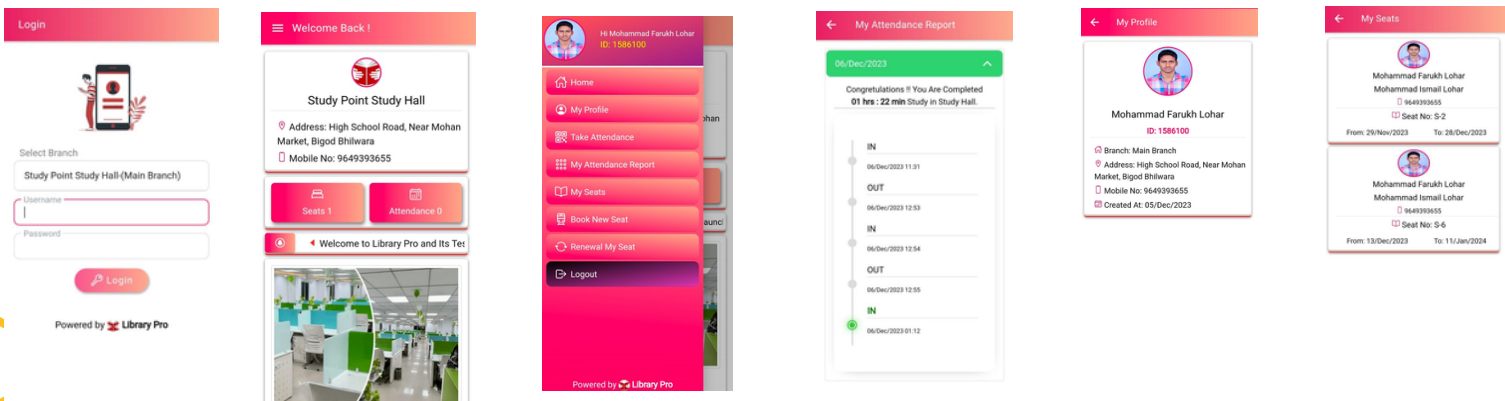 Login
Select Branch
Study Point Study Hall-(Main Branch)
Username
Password
Login
Powered by Library Pro
Welcome Back !
Study Point Study Hall
Address: High School Road, Near Mohan
Market, Bigod Bhilwara
Mobile No: 9649393655
Seats 1
Attendance 0
Welcome to Library Pro and Its Tes
Hi Mohammad Farukh Lohar
ID: 1586100
Home
My Profile
Take Attendance
My Attendance Report
My Seats
Book New Seat
Renewal My Seat
Logout
Powered by Library Pro
ohan
aunci
My Attendance Report
06/Dec/2023
Congratulations !! You Are Completed
01 hrs : 22 min Study in Study Hall.
IN
06/Dec/2023 11:31
OUT
06/Dec/2023 12:53
IN
06/Dec/2023 12:54
OUT
06/Dec/2023 12:55
IN
06/Dec/2023 01:12
My Profile
Mohammad Farukh Lohar
ID: 1586100
Branch: Main Branch
Address: High School Road, Near Mohan
Market, Bigod Bhilwara
Mobile No: 9649393655
Created At: 05/Dec/2023
My Seats
Mohammad Farukh Lohar
Mohammad Ismail Lohar
9649393655
Seat No: S-2
From: 29/Nov/2023 To: 28/Dec/2023
Mohammad Farukh Lohar
Mohammad Ismail Lohar
9649393655
Seat No: S-6
From: 13/Dec/2023 To: 11/Jan/2024